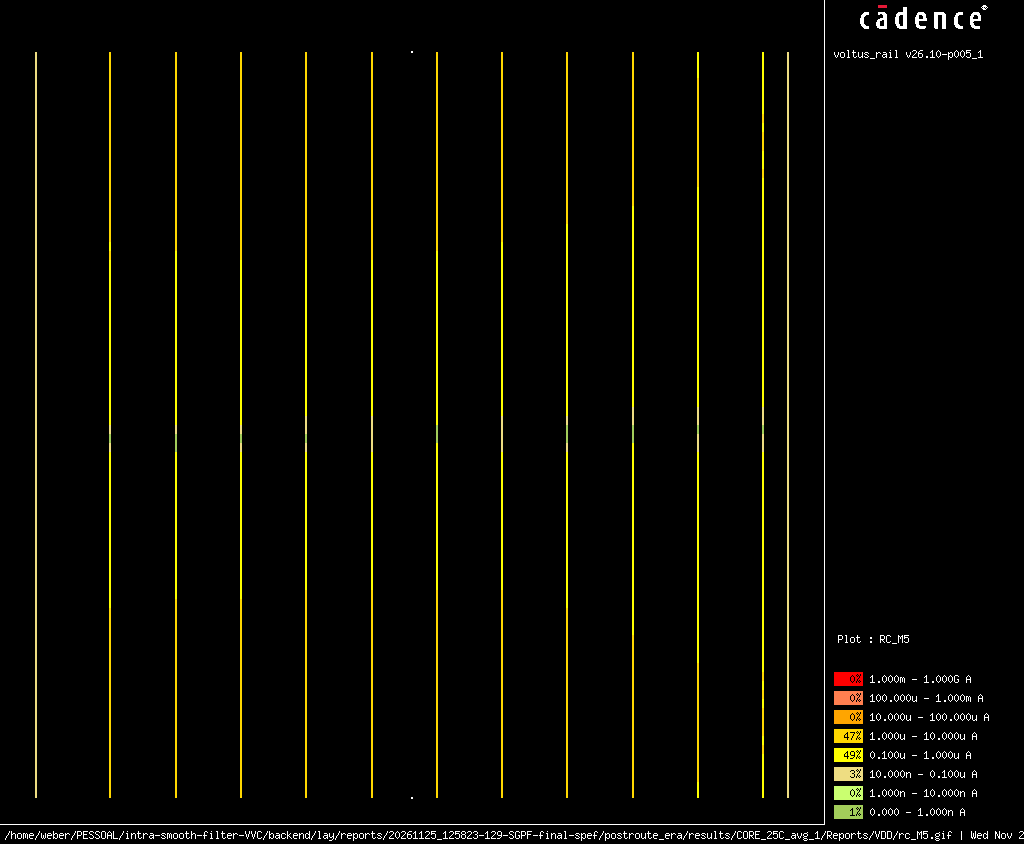 cādence®
voltus_rail v26.10-p005_1
Plot : RC_M5
0% 1.000m - 1.000G A
0% 100.000u - 1.000m A
0% 10.000u - 100.000u A
47% 1.000u - 10.000u A
49% 0.100u - 1.000u A
3% 10.000n - 0.100u A
0% 1.000n - 10.000n A
1% 0.000 - 1.000n A
/home/weber/PESSOAL/intra-smooth-filter-VVC/backend/lay/reports/20261125_125823-129-SGPF-final-spef/postroute_era/results/CORE_25C_avg_1/Reports/VDD/rc_M5.gif | Wed Nov 2